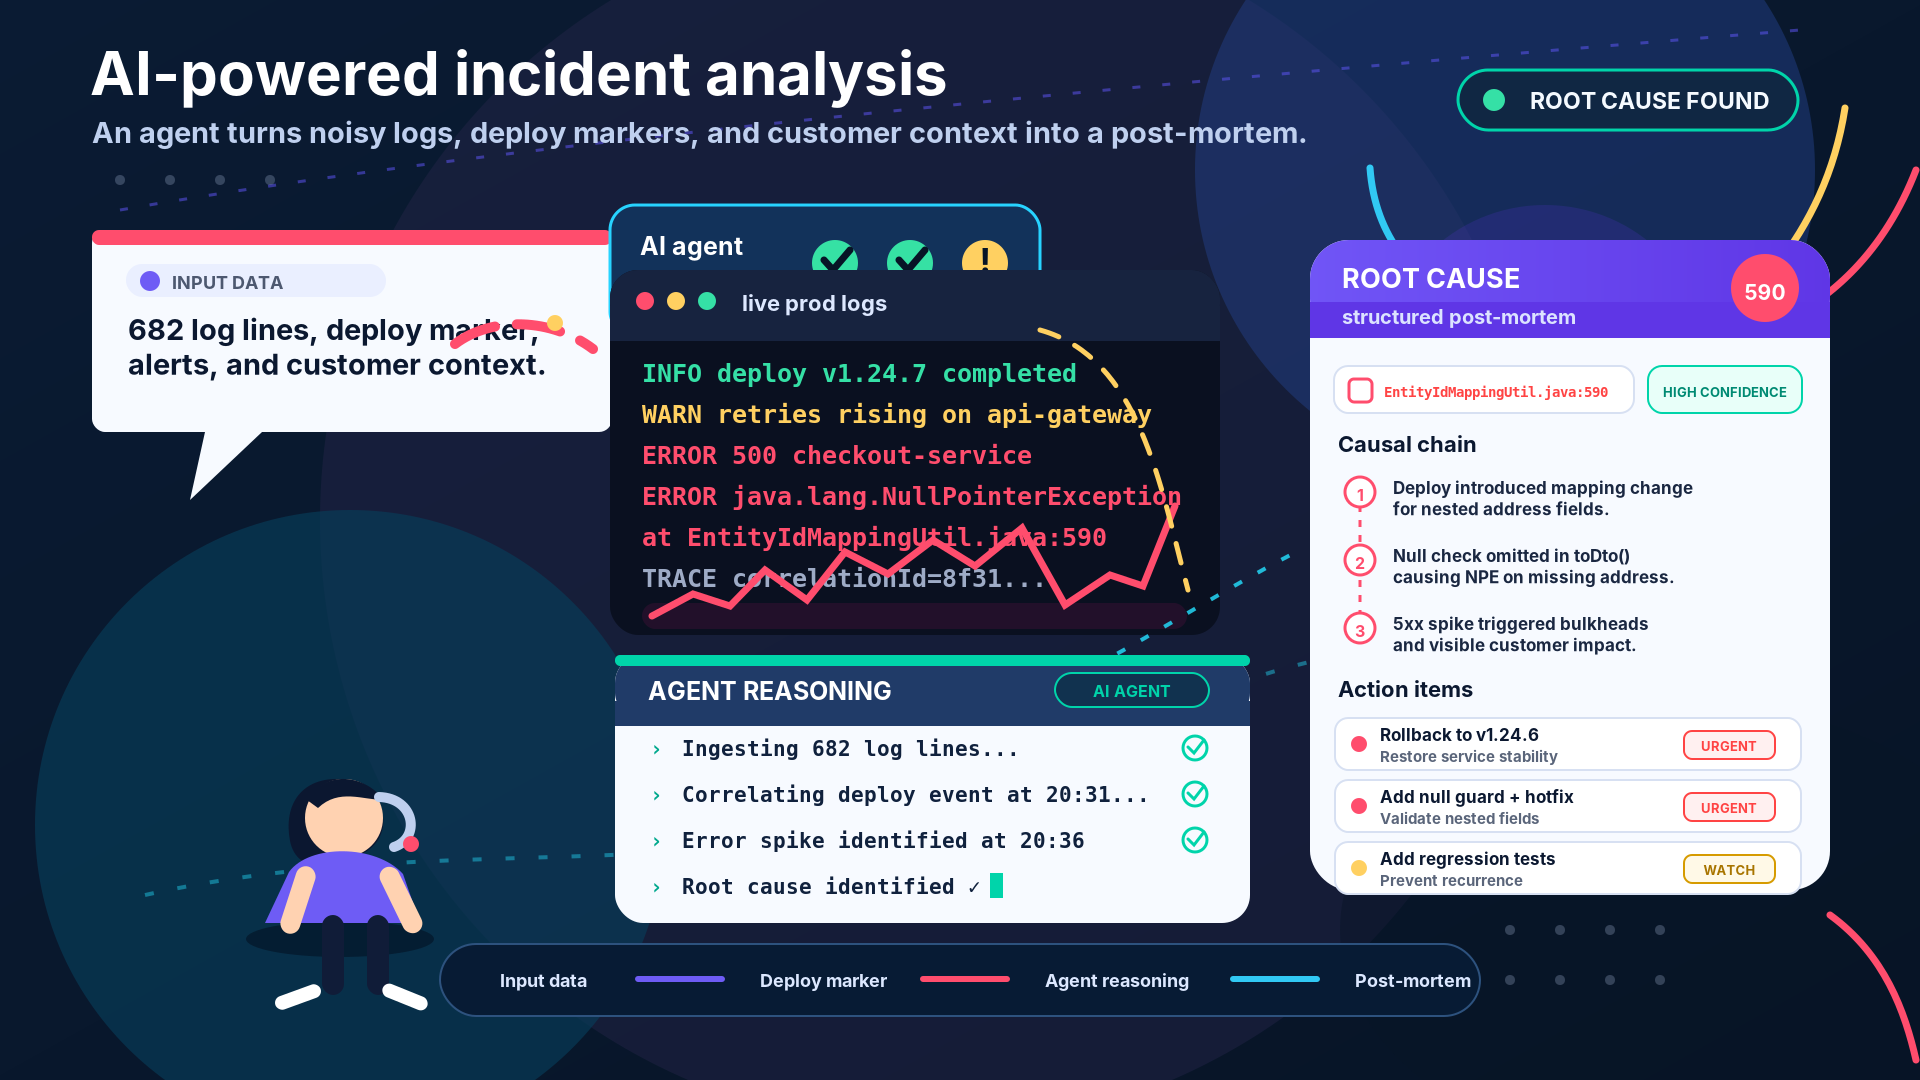 AI-powered incident analysis
An agent turns noisy logs, deploy markers, and customer context into a post-mortem.
ROOT CAUSE FOUND
INPUT DATA
682 log lines, deploy marker,
alerts, and customer context.
AI agent
!
live prod logs
INFO deploy v1.24.7 completed
WARN retries rising on api-gateway
ERROR 500 checkout-service
ERROR java.lang.NullPointerException
at EntityIdMappingUtil.java:590
TRACE correlationId=8f31...
AGENT REASONING
AI AGENT
› Ingesting 682 log lines...
› Correlating deploy event at 20:31...
› Error spike identified at 20:36
› Root cause identified ✓
ROOT CAUSE
590
structured post-mortem
EntityIdMappingUtil.java:590
HIGH CONFIDENCE
Causal chain
1 Deploy introduced mapping change
for nested address fields.
2 Null check omitted in toDto()
causing NPE on missing address.
3 5xx spike triggered bulkheads
and visible customer impact.
Action items
Rollback to v1.24.6
Restore service stability
URGENT
Add null guard + hotfix
Validate nested fields
URGENT
Add regression tests
Prevent recurrence
WATCH
Input data
Deploy marker
Agent reasoning
Post-mortem